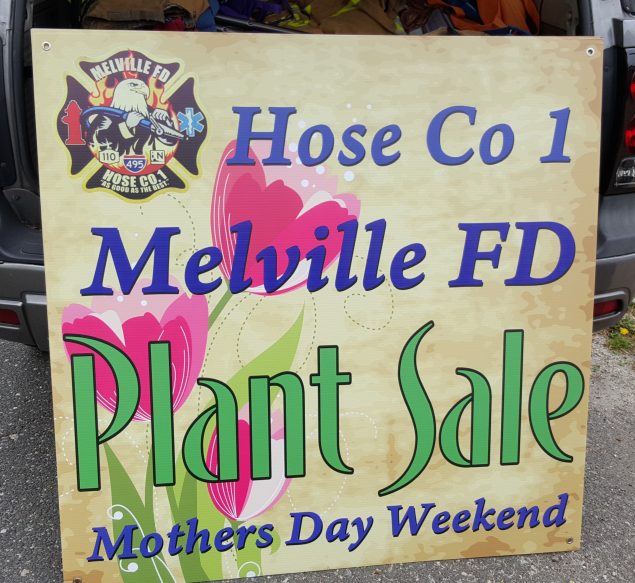 MELVILLE FD
110
495
HOSE CO.1
"AS GOOD AS THE BEST"
Hose Co 1
Melville FD
Plant Sale
Mothers Day Weekend